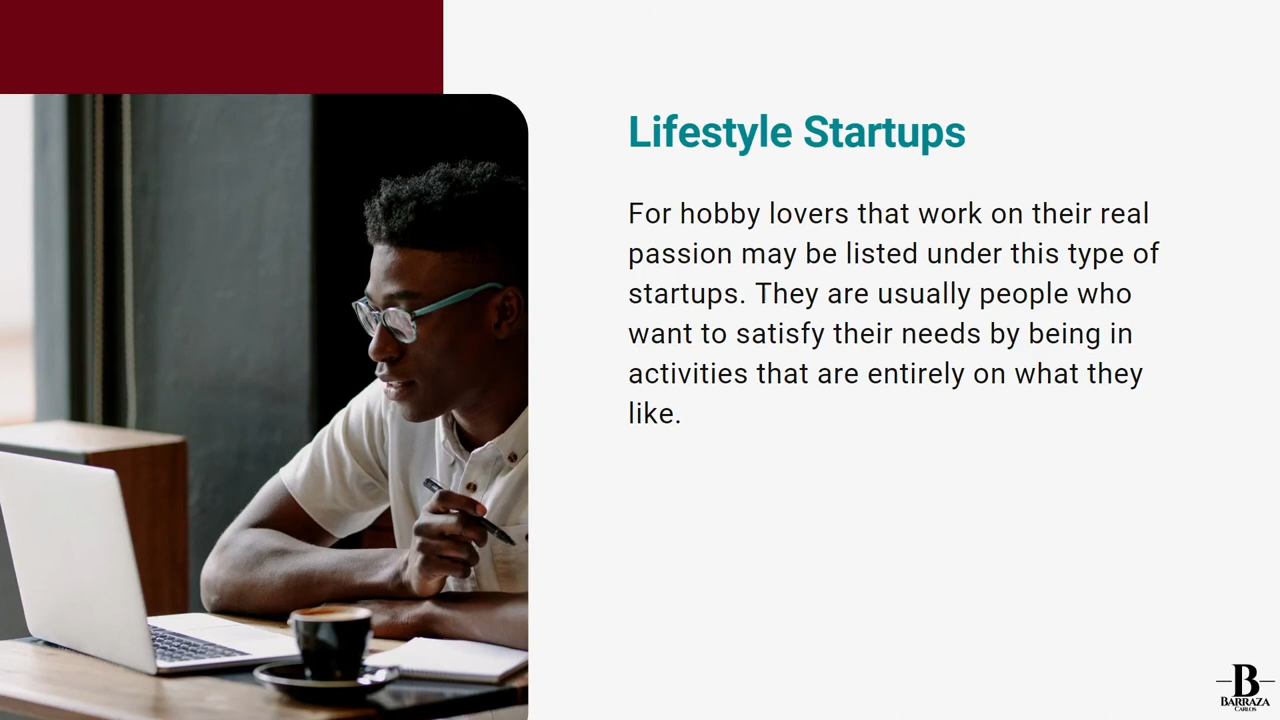 Lifestyle Startups
For hobby lovers that work on their real
passion may be listed under this type of
startups. They are usually people who
want to satisfy their needs by being in
activities that are entirely on what they
like.
B
BARRAZA
CARLOS